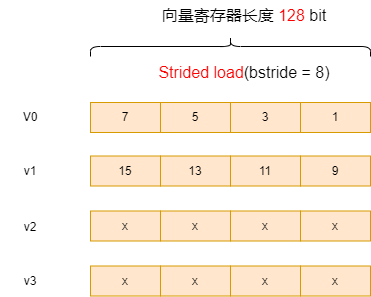 向量寄存器长度 128 bit
Strided load(bstride = 8)
V0 7 5 3 1
v1 15 13 11 9
v2 x x x x
v3 x x x x